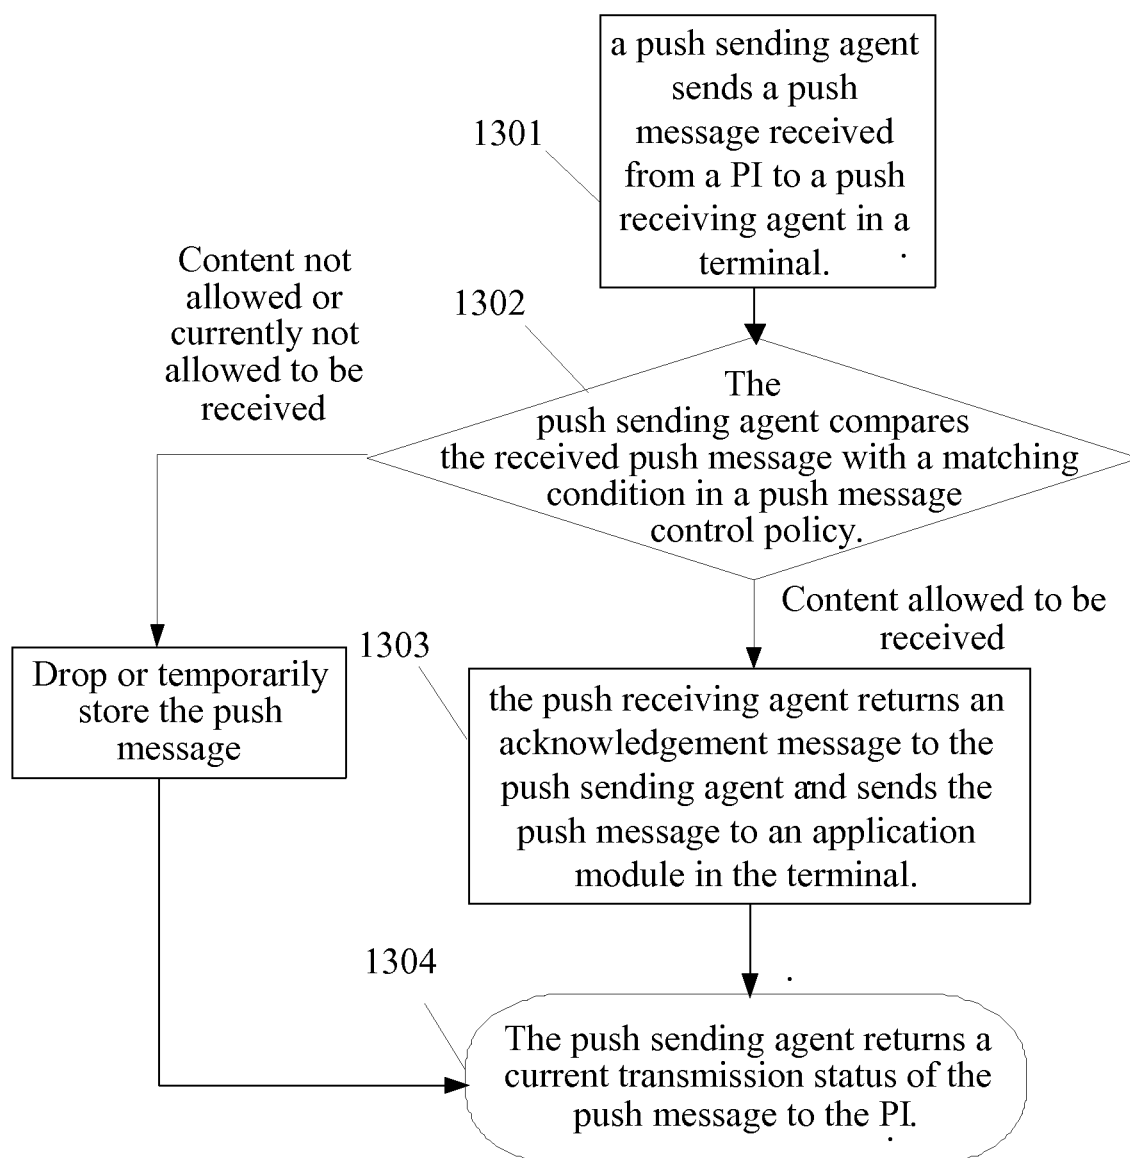 a push sending agent
sends a push
message received
from a PI to a push
receiving agent in a
terminal.
1301
Content not
allowed or
currently not
allowed to be
received
1302
The
push sending agent compares
the received push message with a matching
condition in a push message
control policy.
Content allowed to be
received
1303
Drop or temporarily
store the push
message
the push receiving agent returns an
acknowledgement message to the
push sending agent and sends the
push message to an application
module in the terminal.
1304
The push sending agent returns a
current transmission status of the
push message to the PI.